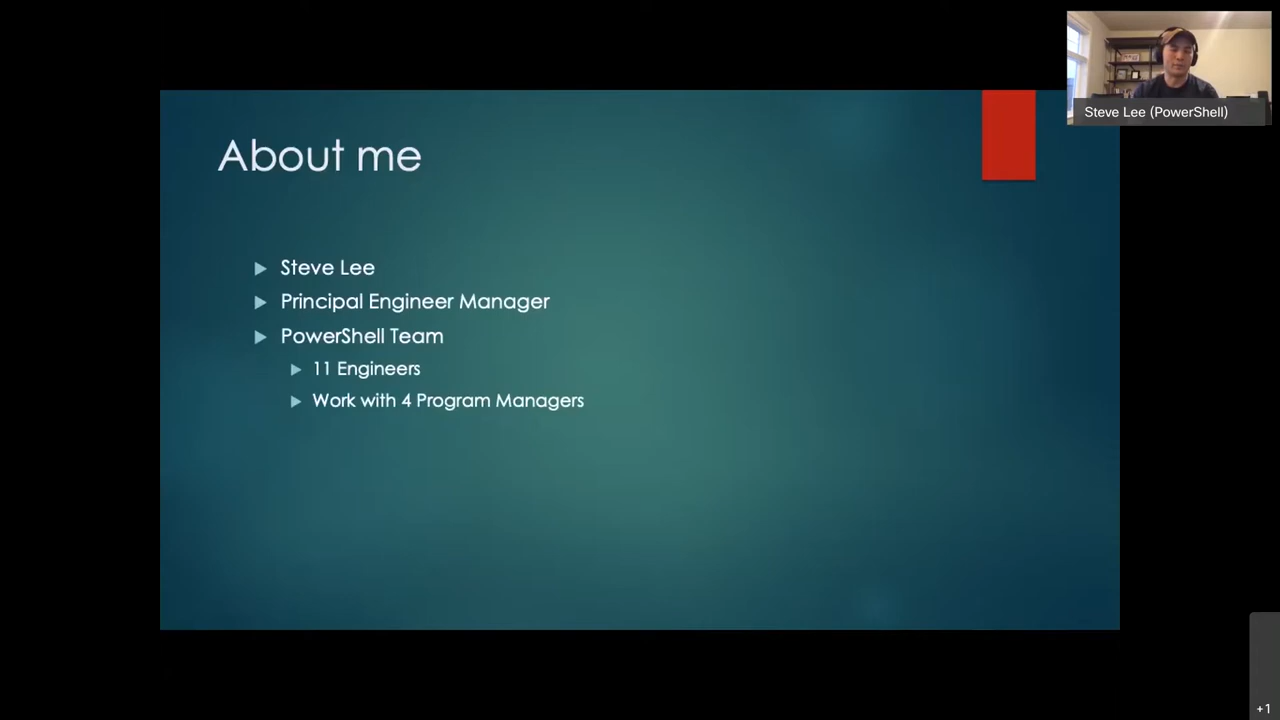 Steve Lee (PowerShell)
About me
Steve Lee
Principal Engineer Manager
PowerShell Team
11 Engineers
Work with 4 Program Managers
+1